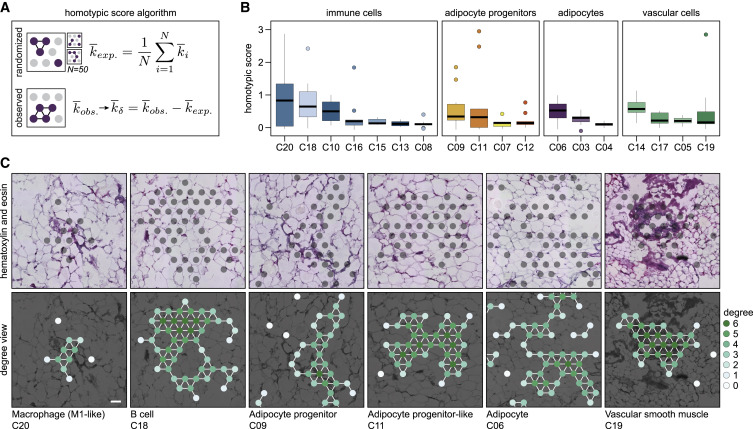 A
homotypic score algorithm
randomized
N=50
k̅exp. = 1/N ∑ i=1 N k̅i
observed
k̅obs. → k̅δ = k̅obs. − k̅exp.
B
immune cells
adipocyte progenitors
adipocytes
vascular cells
homotypic score
3
2
1
0
C20 C18 C10 C16 C15 C13 C08
C09 C11 C07 C12
C06 C03 C04
C14 C17 C05 C19
C
hematoxylin and eosin
degree view
degree
6
5
4
3
2
1
0
Macrophage (M1-like)
C20
B cell
C18
Adipocyte progenitor
C09
Adipocyte progenitor-like
C11
Adipocyte
C06
Vascular smooth muscle
C19